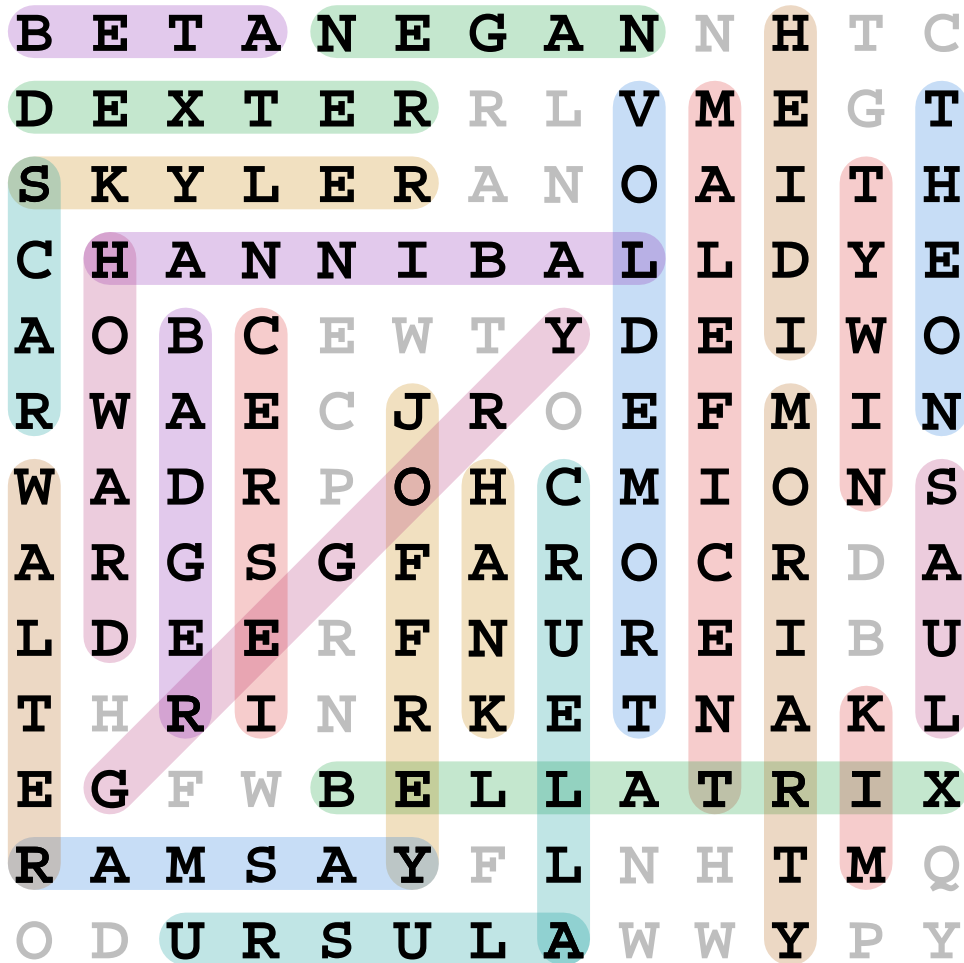 B E T A N E G A N N H T C
D E X T E R R L V M E G T
S K Y L E R A N O A I T H
C H A N N I B A L L D Y E
A O B C E W T Y D E I W O
R W A E C J R O E F M I N
W A D R P O H C M I O N S
A R G S G F A R O C R D A
L D E E R F N U R E I B U
T H R I N R K E T N A K L
E G F W B E L L A T R I X
R A M S A Y F L N H T M Q
O D U R S U L A W W Y P Y